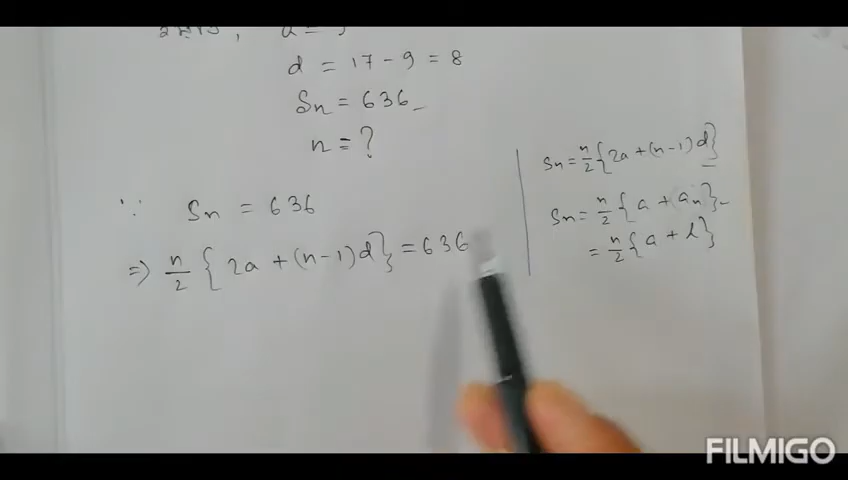 d = 17 - 9 = 8
Sn = 636
n = ?
∵ Sn = 636
=> n/2 {2a + (n-1)d} = 636
Sn = n/2 {2a + (n-1)d}
Sn = n/2 {a + an}
= n/2 {a + l}
FILMIGO